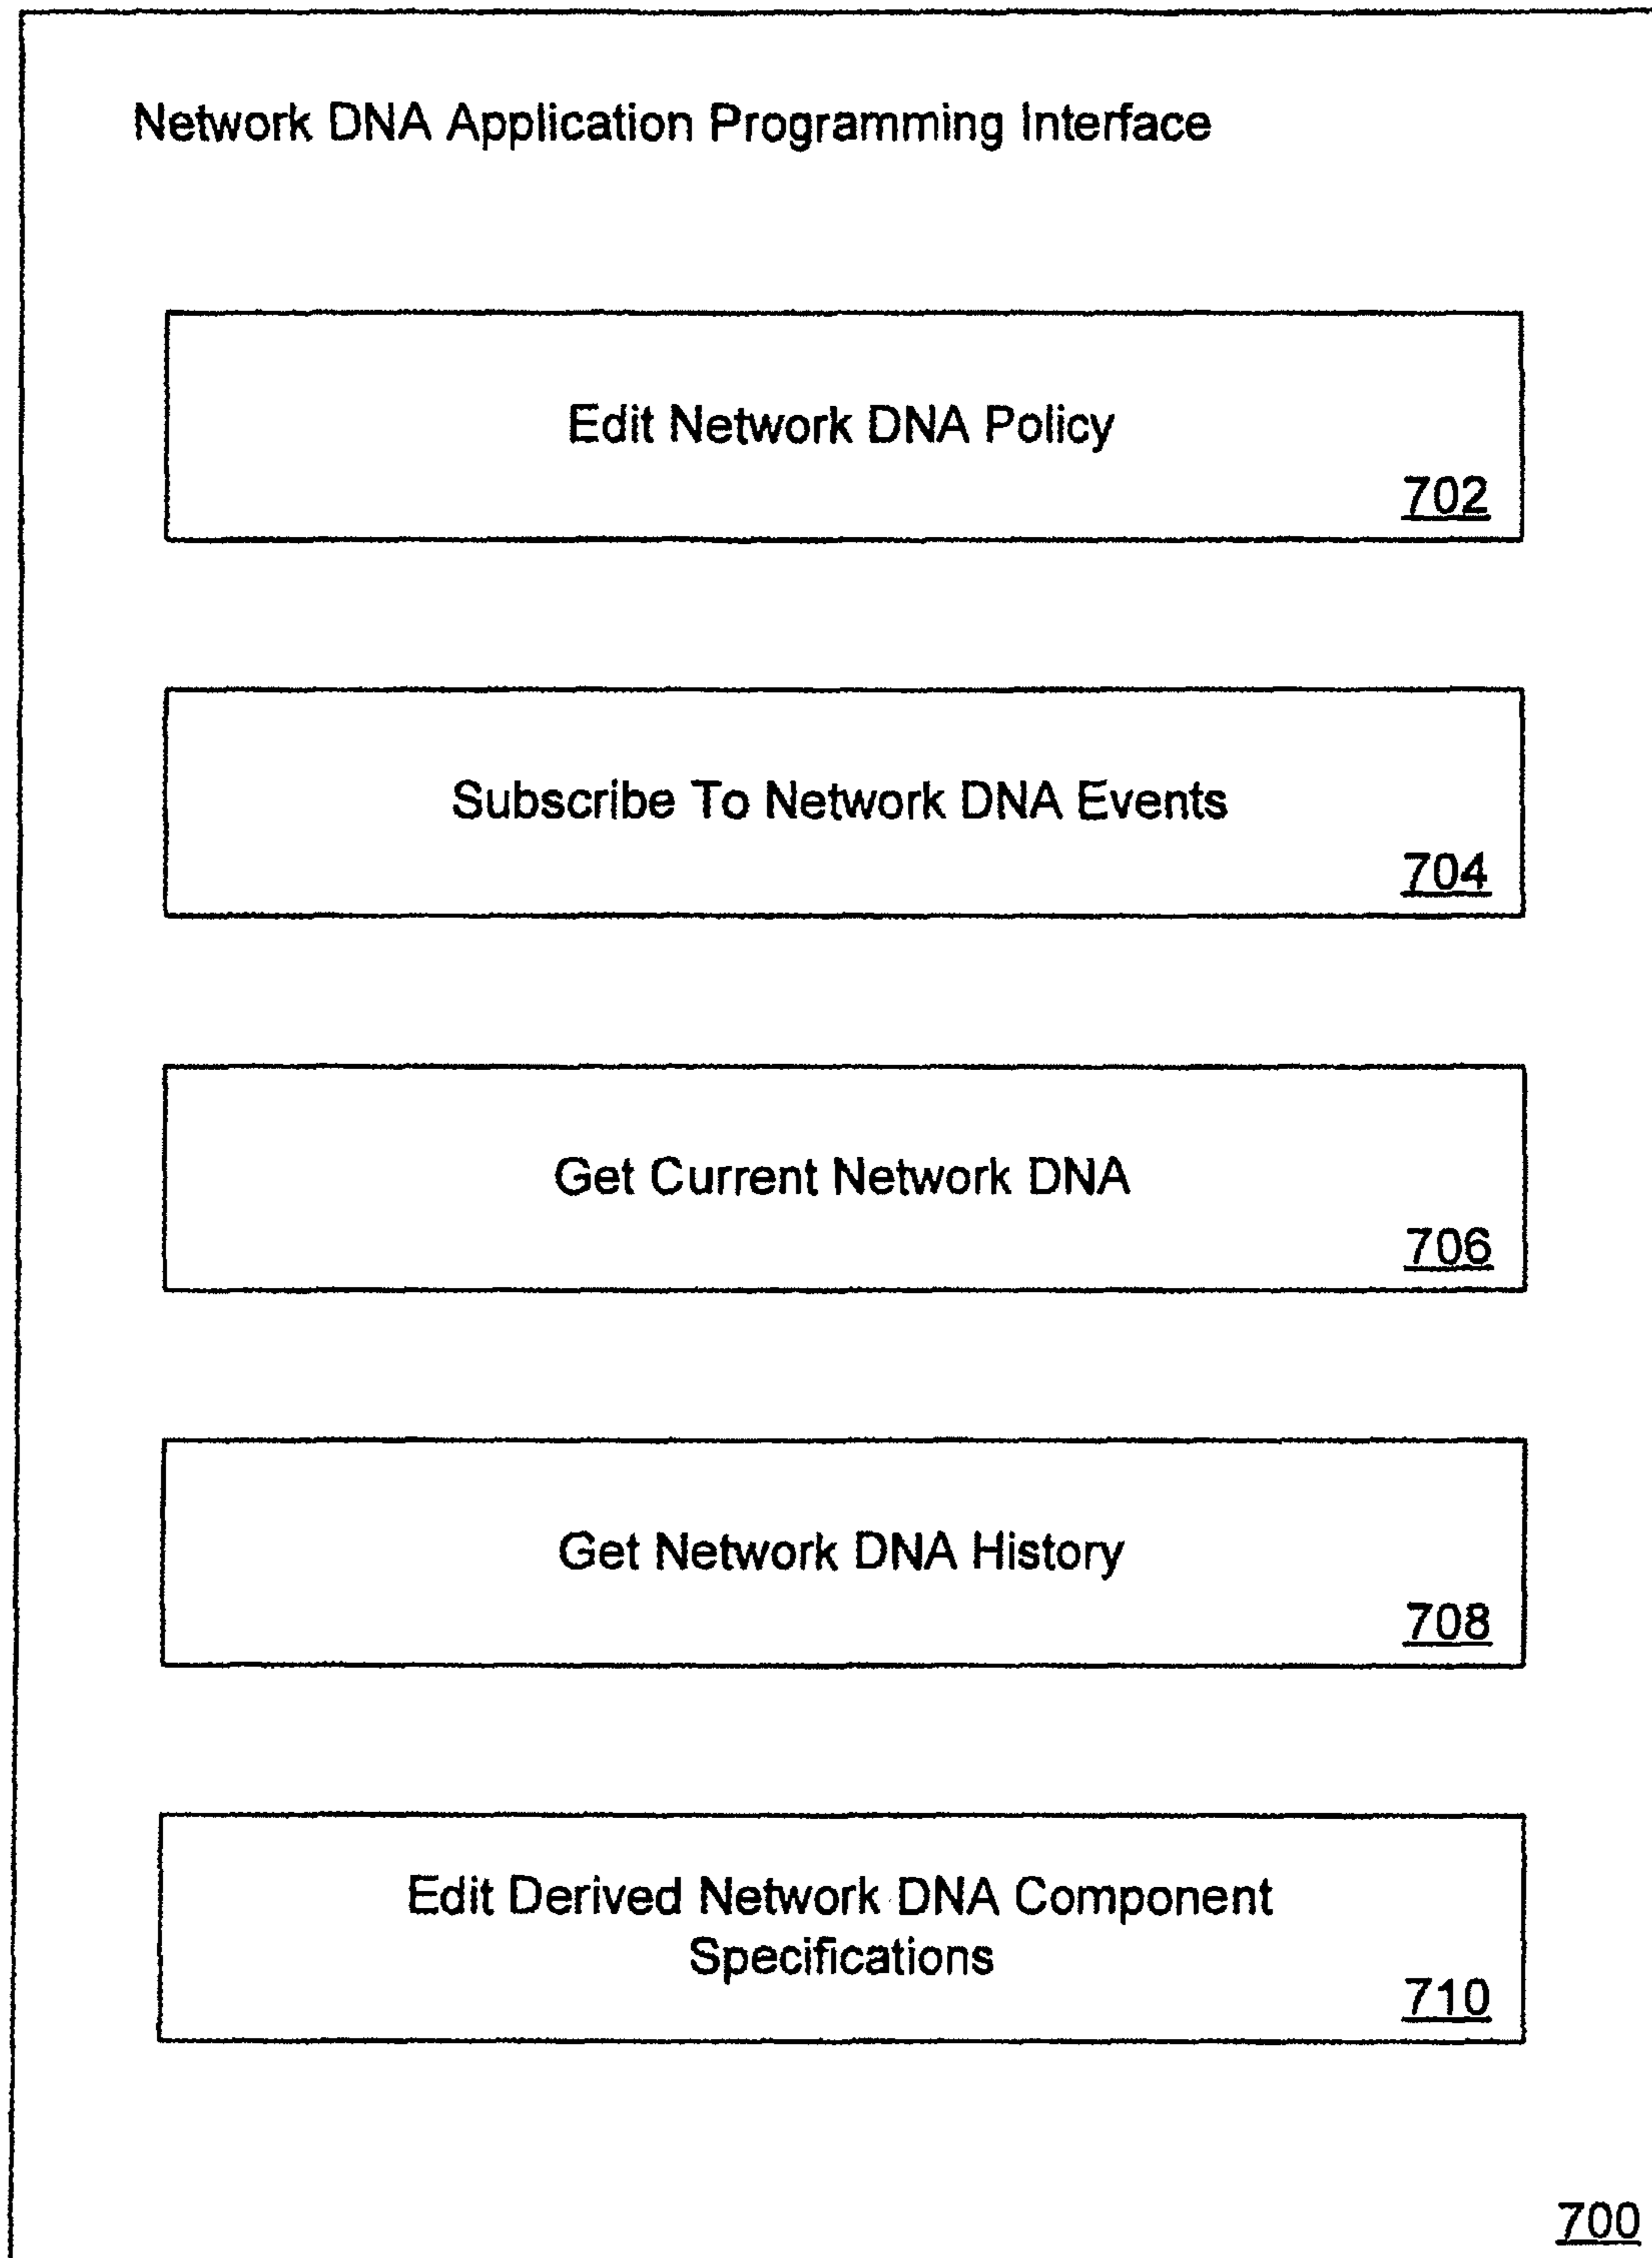 Network DNA Application Programming Interface
Edit Network DNA Policy
702
Subscribe To Network DNA Events
704
Get Current Network DNA
706
Get Network DNA History
708
Edit Derived Network DNA Component
Specifications
710
700